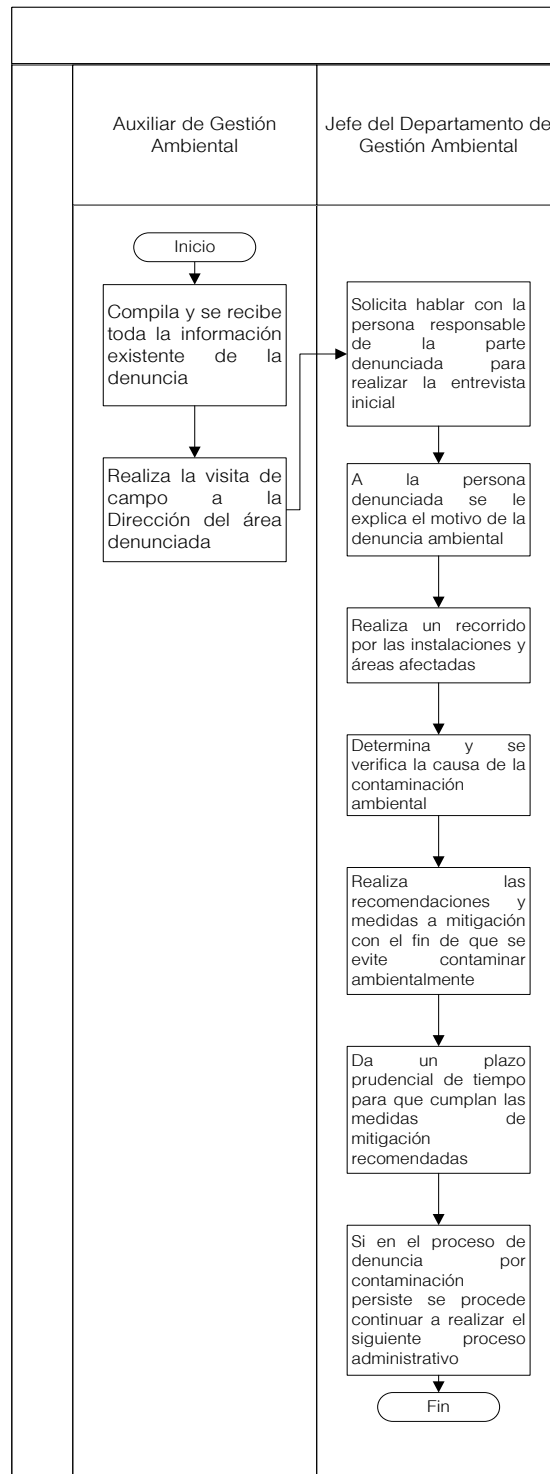 Auxiliar de Gestión
Ambiental
Jefe del Departamento de
Gestión Ambiental
Inicio
Compila y se recibe
toda la información
existente de la
denuncia
Realiza la visita de
campo a la
Dirección del área
denunciada
Solicita hablar con la
persona responsable
de la parte
denunciada para
realizar la entrevista
inicial
A la persona
denunciada se le
explica el motivo de la
denuncia ambiental
Realiza un recorrido
por las instalaciones y
áreas afectadas
Determina y se
verifica la causa de la
contaminación
ambiental
Realiza las
recomendaciones y
medidas a mitigación
con el fin de que se
evite contaminar
ambientalmente
Da un plazo
prudencial de tiempo
para que cumplan las
medidas de
mitigación
recomendadas
Si en el proceso de
denuncia por
contaminación
persiste se procede
continuar a realizar el
siguiente proceso
administrativo
Fin